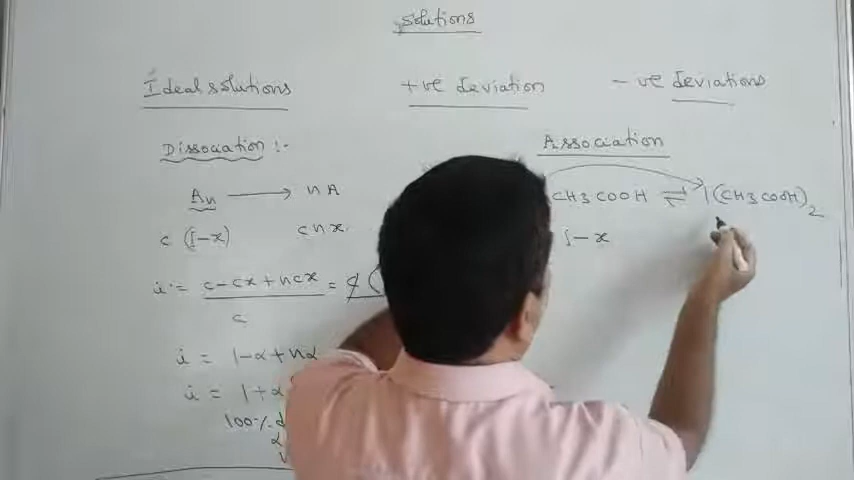 Solutions
Ideal solutions +ve deviation -ve deviations
Dissociation :-
An → nA
c (1-x) cnx
i = c-cx+ncx / c = c (
i = 1-α+nα
i = 1+α
100%
α
Association
CH3COOH ⇌ 1(CH3COOH)2
1-x